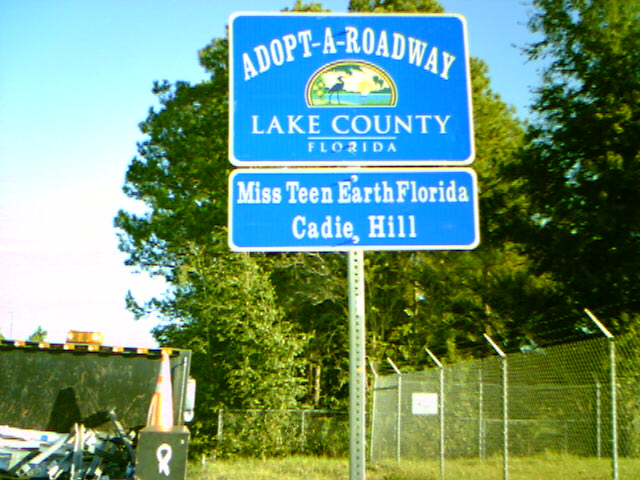 ADOPT-A-ROADWAY
LAKE COUNTY
FLORIDA
Miss Teen Earth Florida
Cadie, Hill